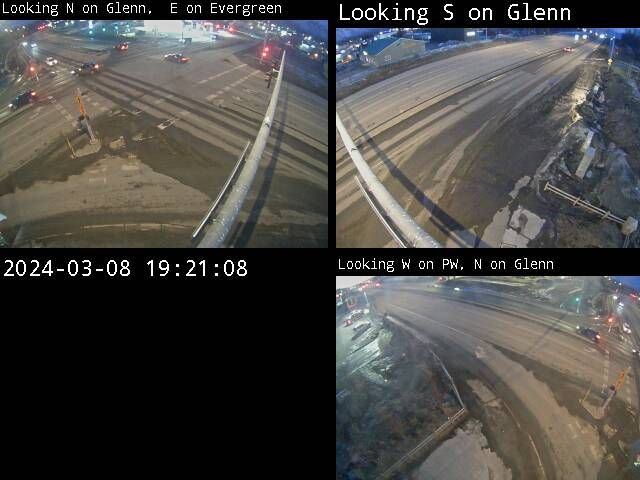 Looking N on Glenn,  E on Evergreen
Looking S on Glenn
2024-03-08 19:21:08
Looking W on PW, N on Glenn